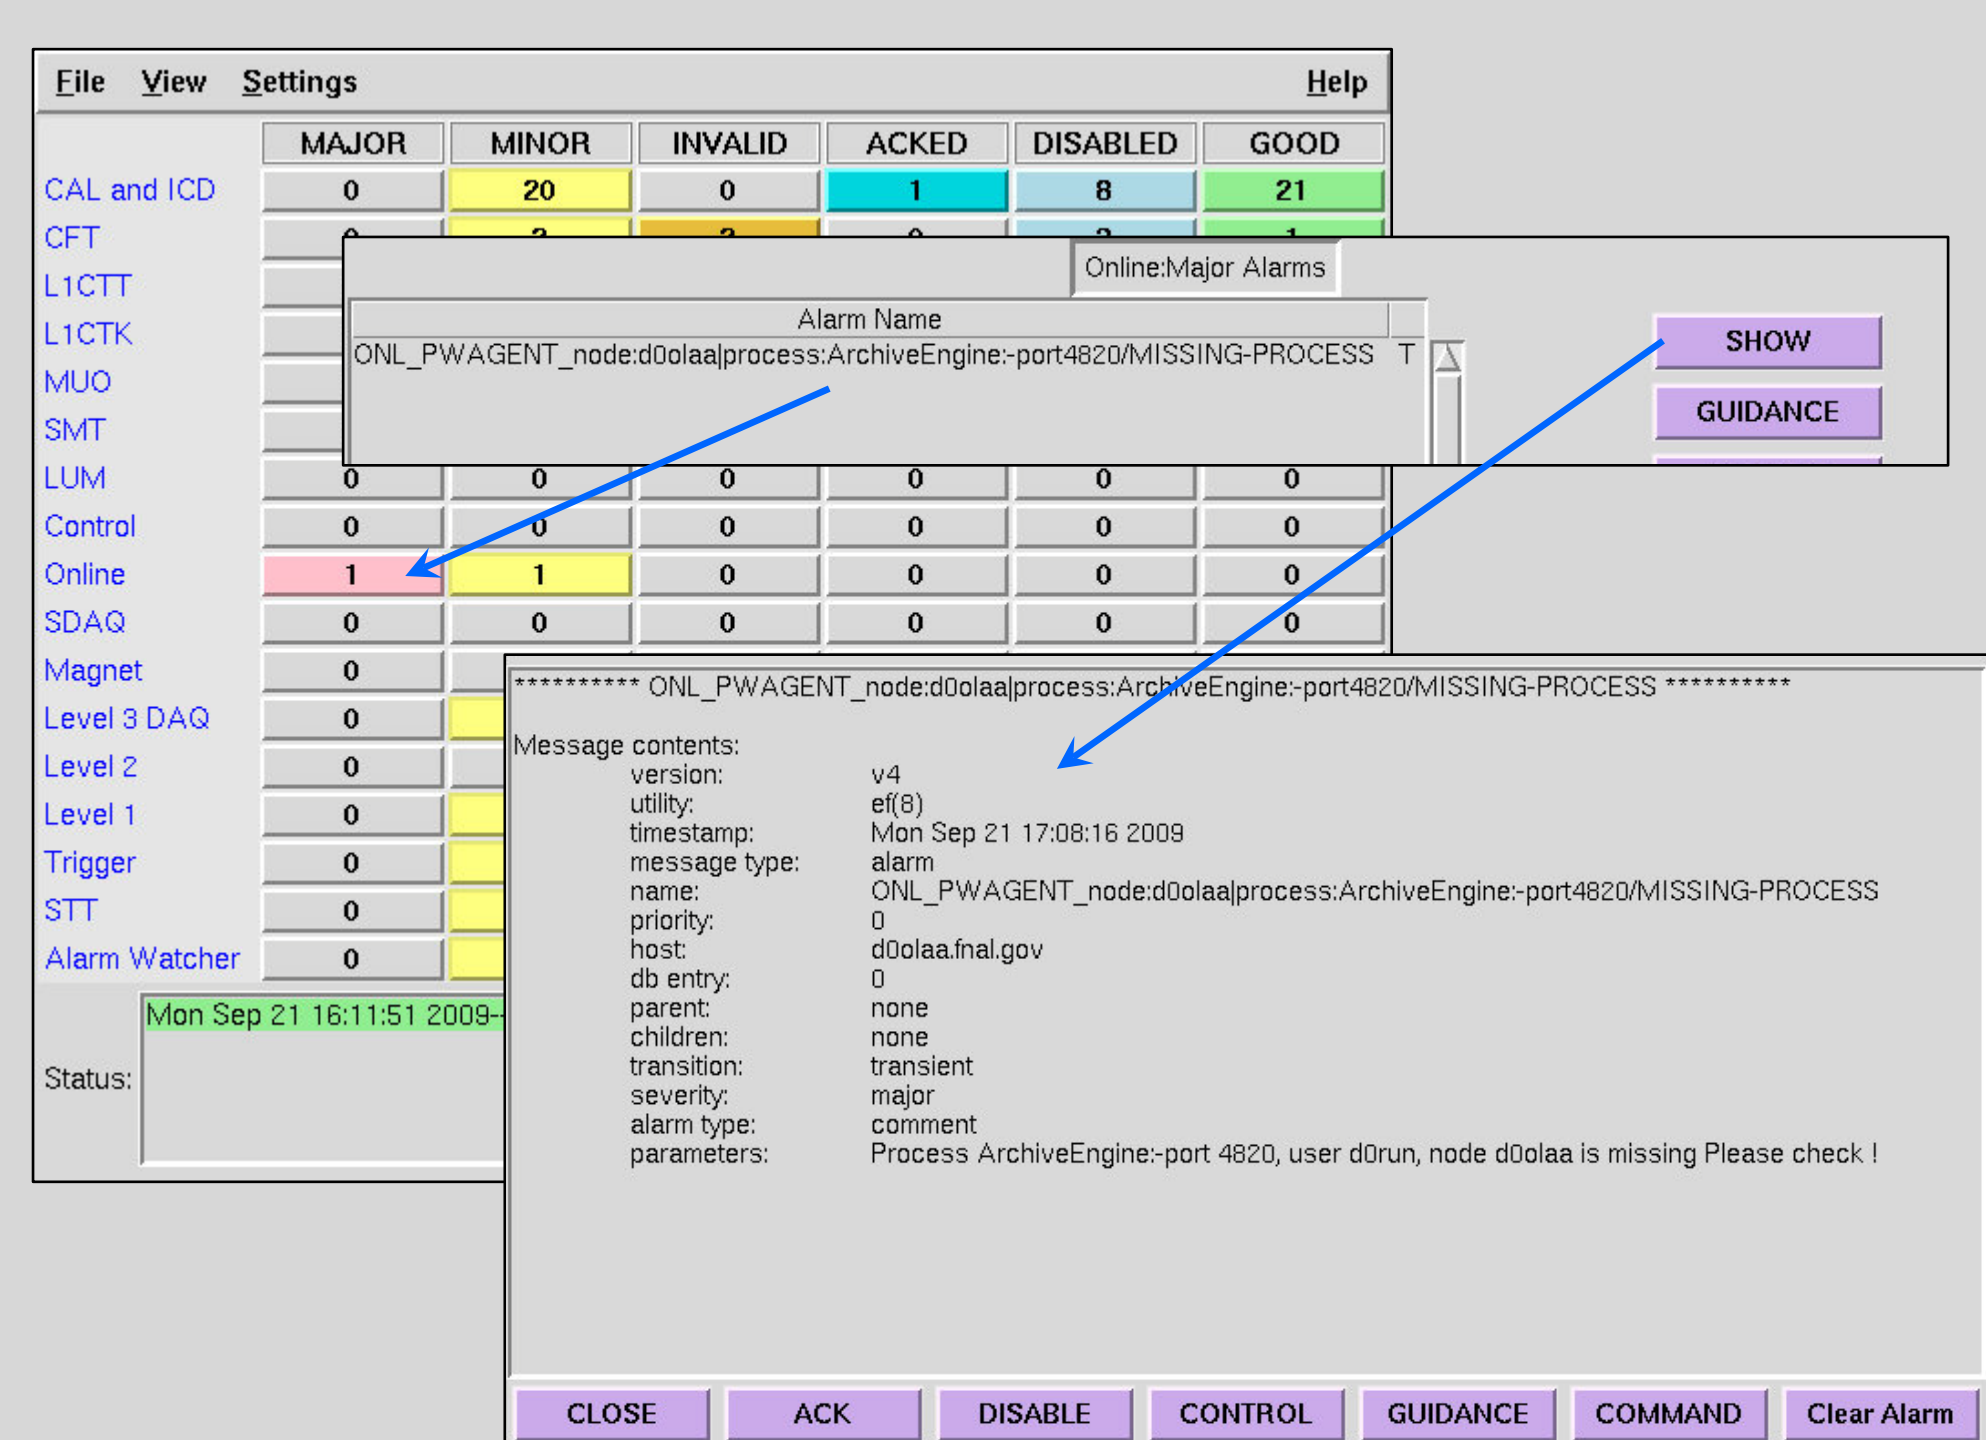 File View Settings Help
MAJOR MINOR INVALID ACKED DISABLED GOOD
CAL and ICD 0 20 0 1 8 21
CFT
Online:Major Alarms
L1CTT
Alarm Name
L1CTK
ONL_PWAGENT_node:d0olaa|process:ArchiveEngine:-port4820/MISSING-PROCESS T
SHOW
MUO
GUIDANCE
SMT
LUM 0 0 0 0 0 0
Control 0 0 0 0 0 0
Online 1 1 0 0 0 0
SDAQ 0 0 0 0 0 0
Magnet 0
Level 3 DAQ 0
Level 2 0
Level 1 0
Trigger 0
STT 0
Alarm Watcher 0
Status:
Mon Sep 21 16:11:51 2009-
********** ONL_PWAGENT_node:d0olaa|process:ArchiveEngine:-port4820/MISSING-PROCESS **********
Message contents:
version: v4
utility: ef(8)
timestamp: Mon Sep 21 17:08:16 2009
message type: alarm
name: ONL_PWAGENT_node:d0olaa|process:ArchiveEngine:-port4820/MISSING-PROCESS
priority: 0
host: d0olaa.fnal.gov
db entry: 0
parent: none
children: none
transition: transient
severity: major
alarm type: comment
parameters: Process ArchiveEngine:-port 4820, user d0run, node d0olaa is missing Please check !
CLOSE ACK DISABLE CONTROL GUIDANCE COMMAND Clear Alarm